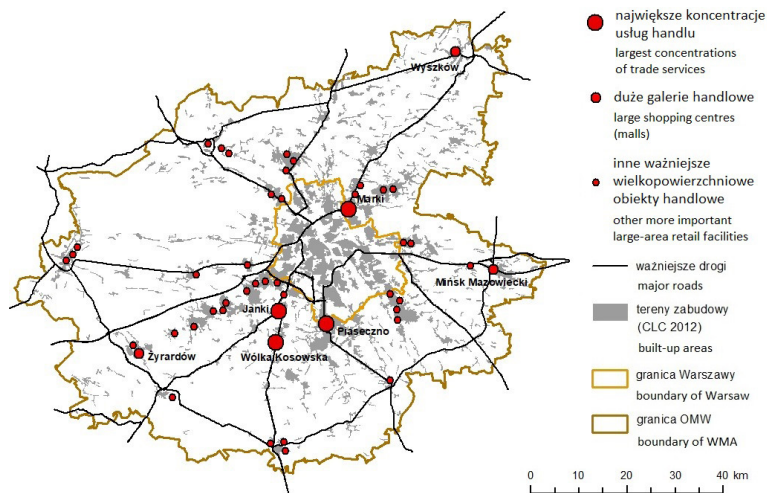 Wyszków
Marki
Mińsk Mazowiecki
Janki
Piaseczno
Żyrardów
Wólka Kosowska
największe koncentracje
usług handlu
largest concentrations
of trade services
duże galerie handlowe
large shopping centres
(malls)
inne ważniejsze
wielkopowierzchniowe
obiekty handlowe
other more important
large-area retail facilities
ważniejsze drogi
major roads
tereny zabudowy
(CLC 2012)
built-up areas
granica Warszawy
boundary of Warsaw
granica OMW
boundary of WMA
0 10 20 30 40 km